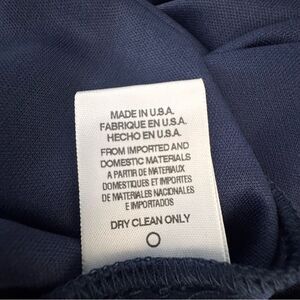 MADE IN U.S.A.
FABRIQUE EN U.S.A.
HECHO EN U.S.A.
FROM IMPORTED AND
DOMESTIC MATERIALS
A PARTIR DE MATERIAUX
DOMESTIQUES ET IMPORTES
DE MATERIALES NACIONALES
E IMPORTADOS
DRY CLEAN ONLY